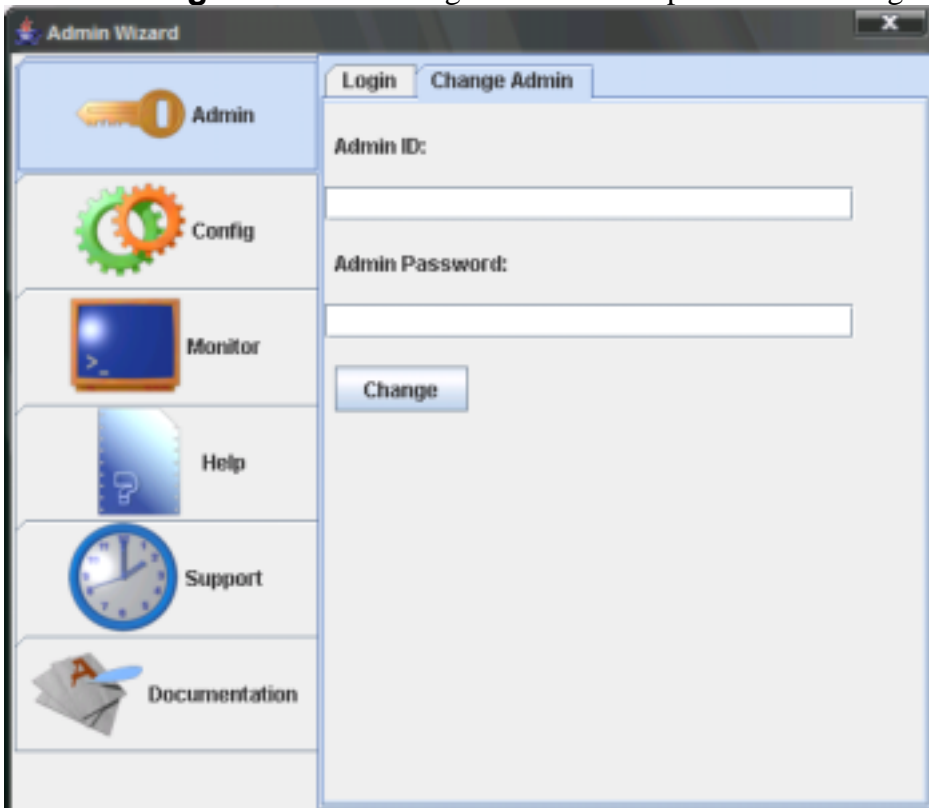 Admin Wizard
Login Change Admin
Admin
Admin ID:
Config
Admin Password:
>_
Monitor
Change
?
Help
Support
A
Documentation